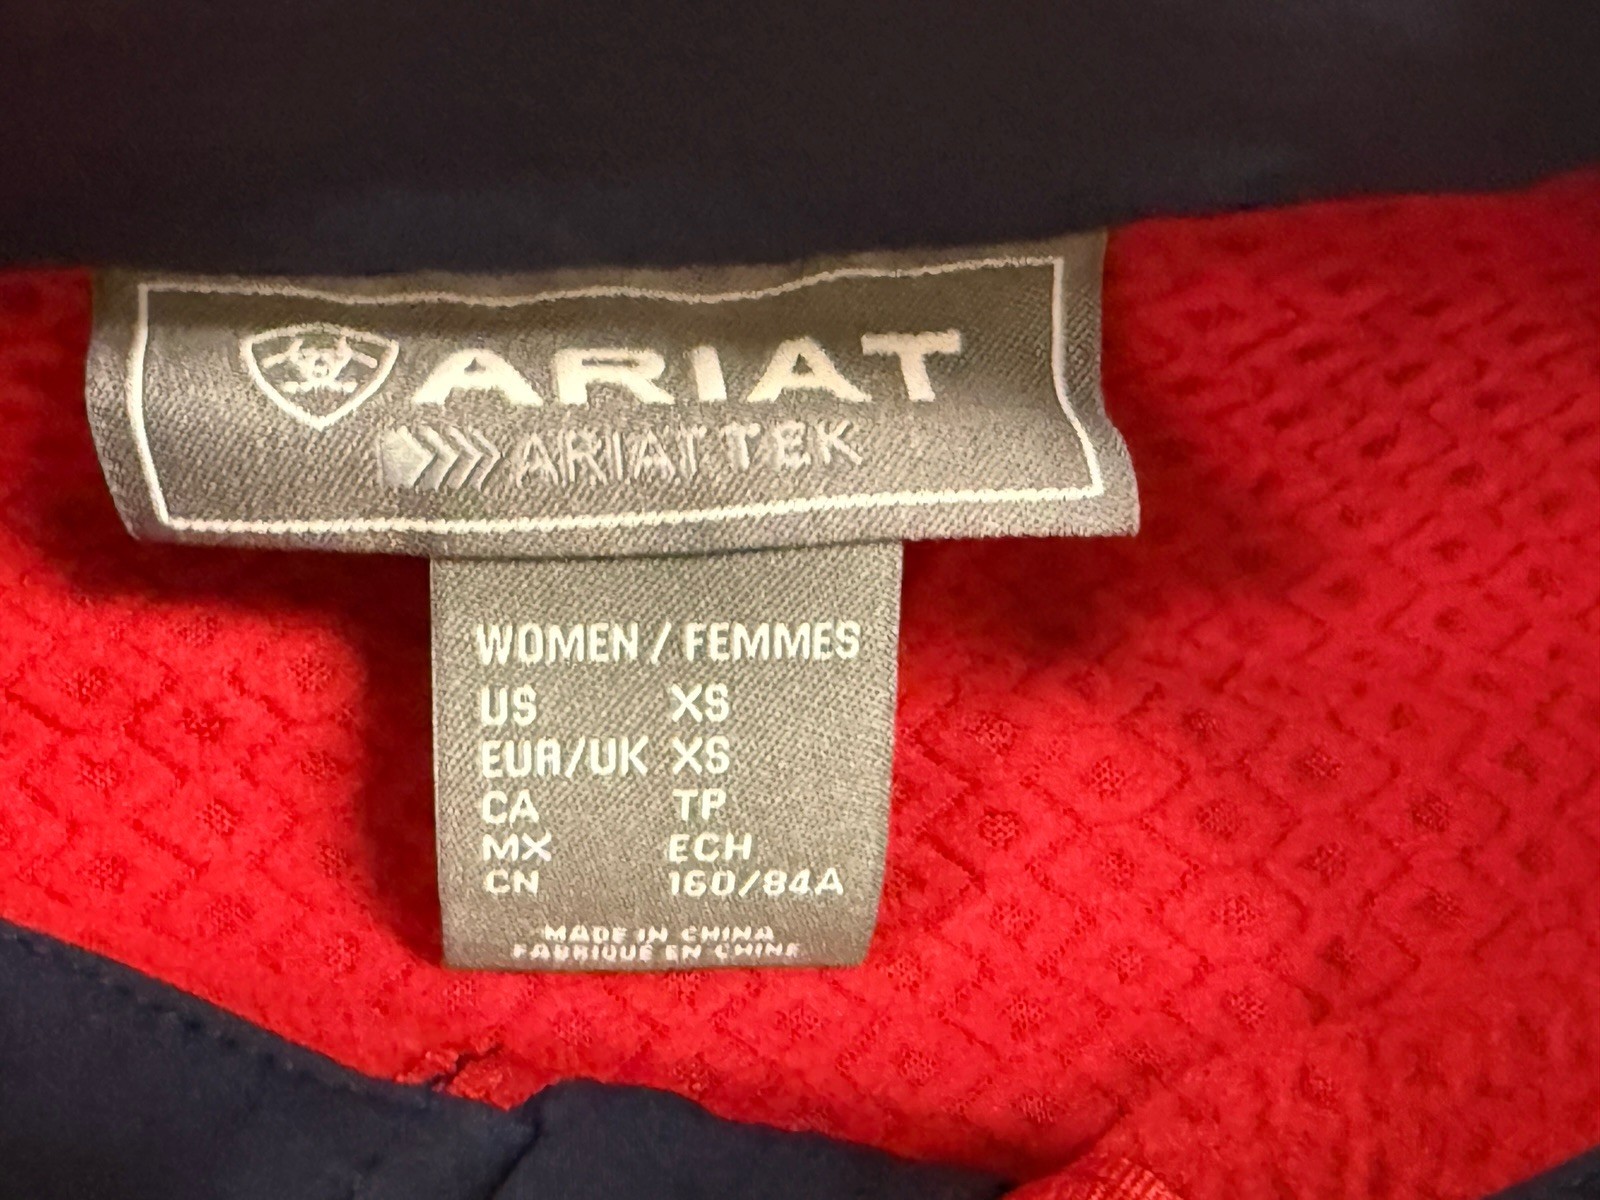 ARIAT
ARIATTEK
WOMEN / FEMMES
US XS
EUR/UK XS
CA TP
MX ECH
CN 160/84A
MADE IN CHINA
FABRIQUÉ EN CHINE